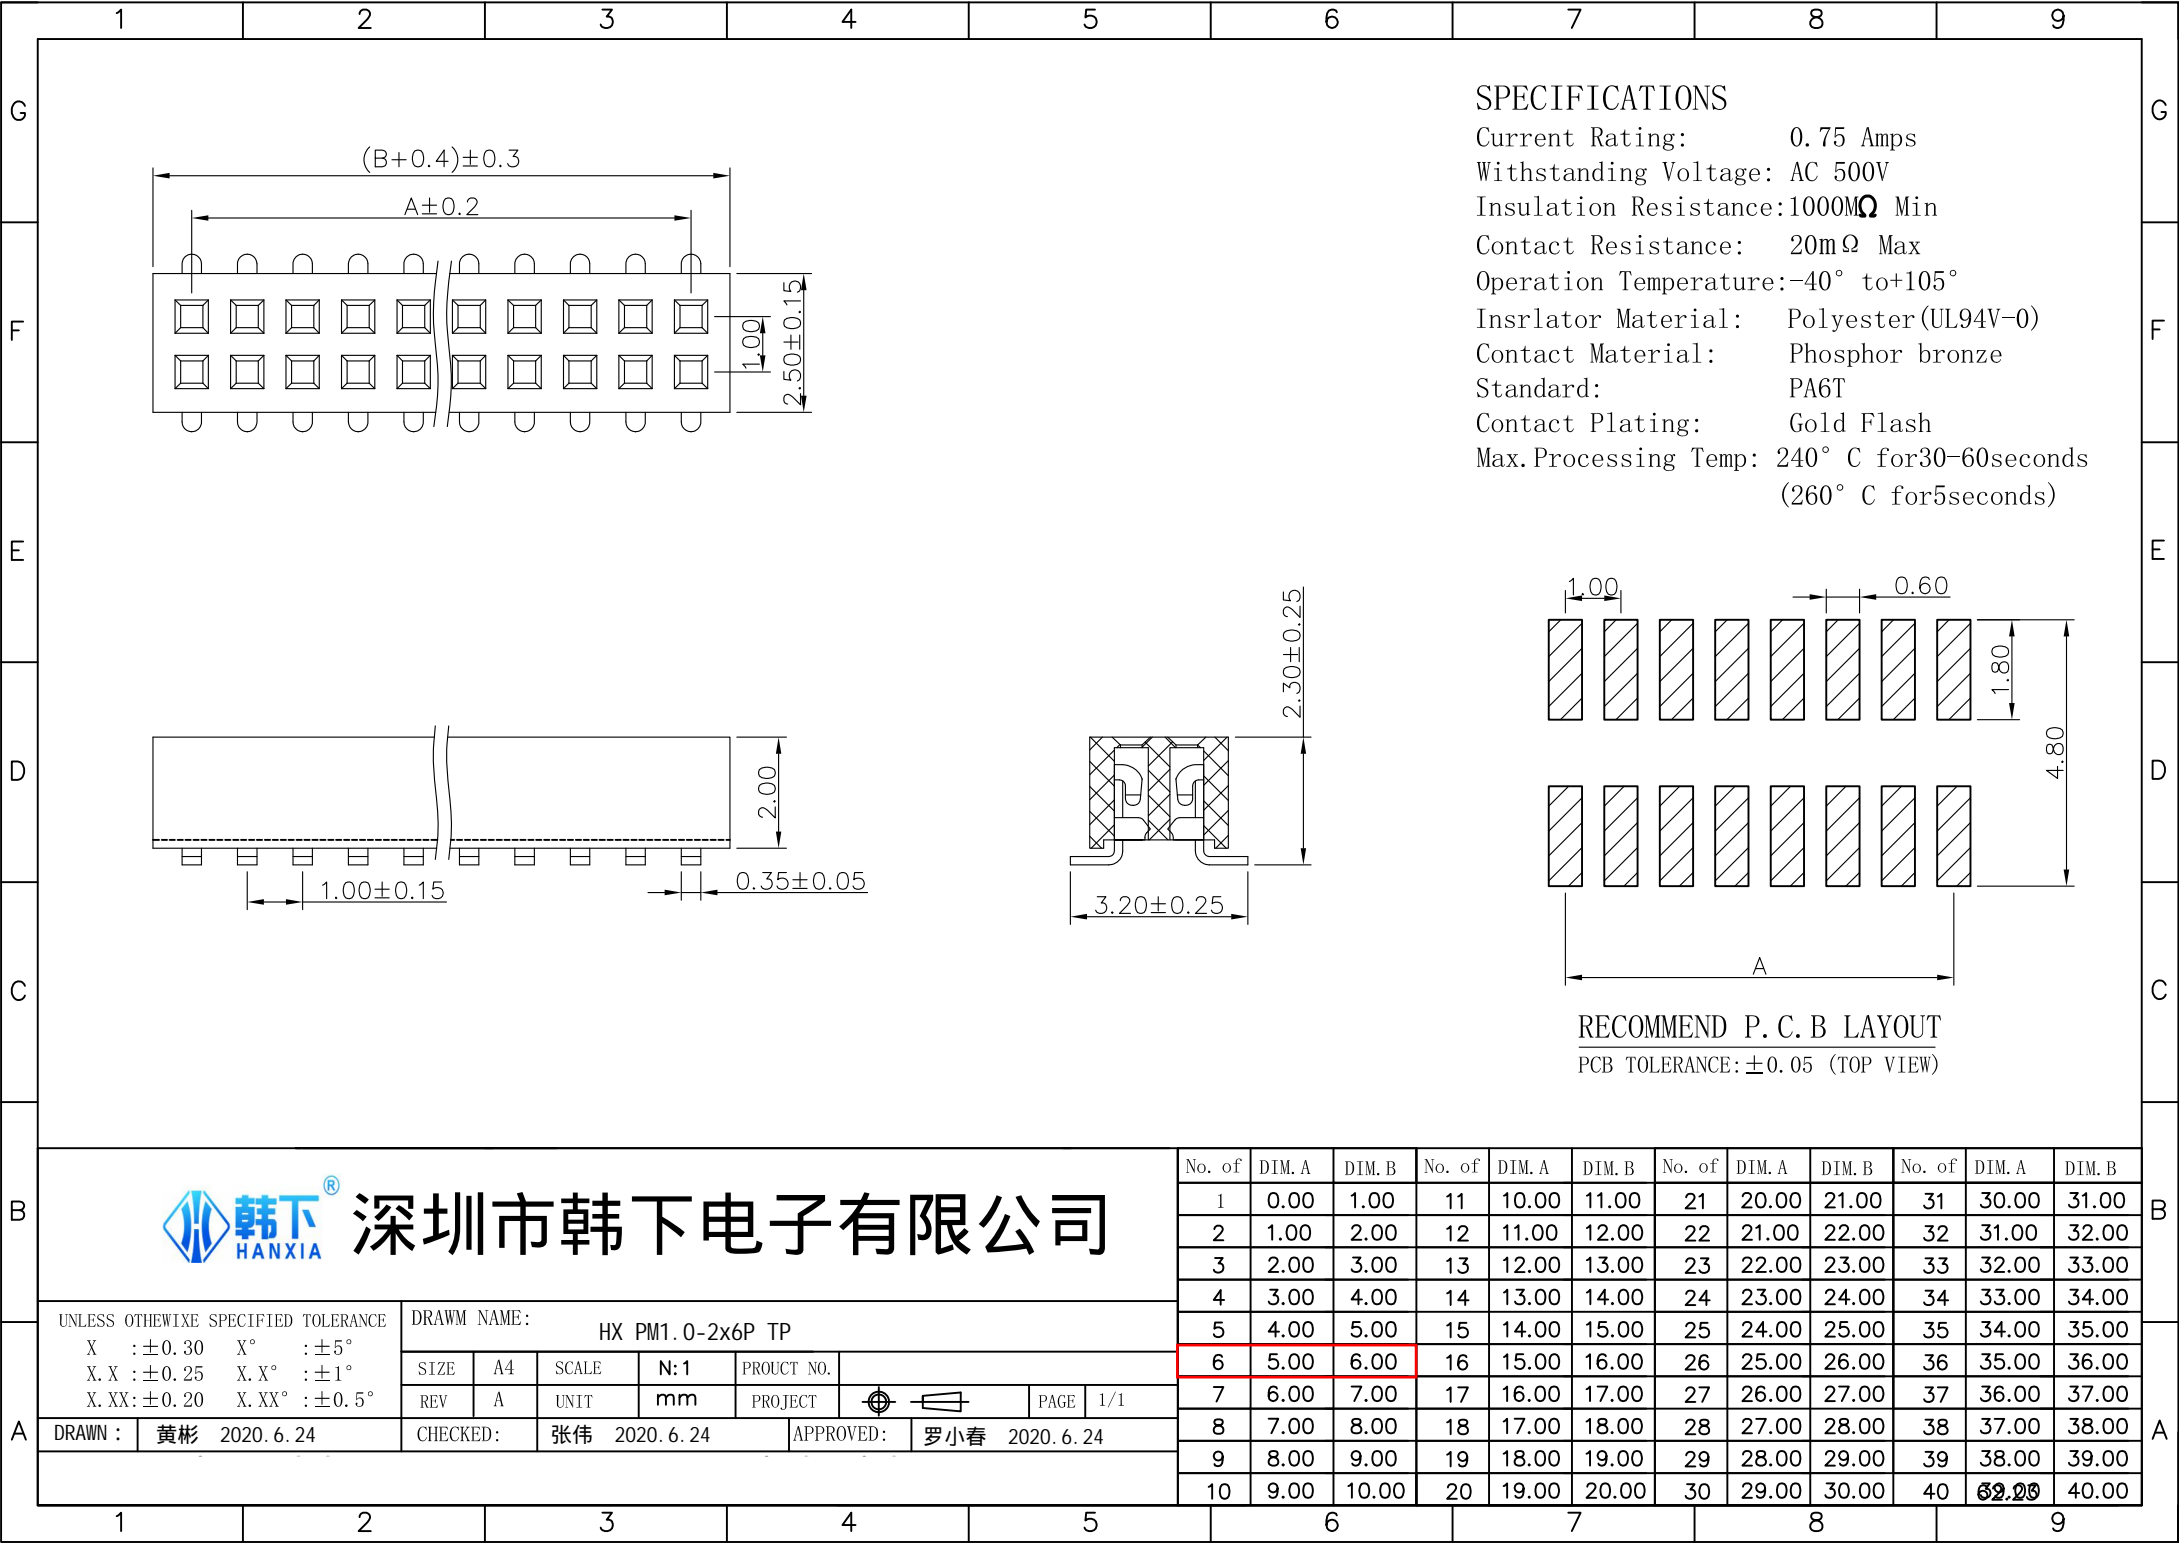 1 2 3 4 5 6 7 8 9
G G
F F
E E
D D
C C
B B
A A
(B+0.4)±0.3
A±0.2
1.00
2.50±0.15
SPECIFICATIONS
Current Rating: 0.75 Amps
Withstanding Voltage: AC 500V
Insulation Resistance:1000MΩ Min
Contact Resistance: 20mΩ Max
Operation Temperature:-40° to+105°
Insrlator Material: Polyester(UL94V-0)
Contact Material: Phosphor bronze
Standard: PA6T
Contact Plating: Gold Flash
Max.Processing Temp: 240° C for30-60seconds
(260° C for5seconds)
2.00
1.00±0.15
0.35±0.05
2.30±0.25
3.20±0.25
1.00
0.60
1.80
4.80
A
RECOMMEND P.C.B LAYOUT
PCB TOLERANCE:±0.05 (TOP VIEW)
韩下®
HANXIA
深圳市韩下电子有限公司
UNLESS OTHEWIXE SPECIFIED TOLERANCE
X :±0.30 X° :±5°
X.X :±0.25 X.X° :±1°
X.XX:±0.20 X.XX° :±0.5°
DRAWM NAME:
HX PM1.0-2x6P TP
SIZE A4 SCALE N:1 PROUCT NO.
REV A UNIT mm PROJECT PAGE 1/1
DRAWN: 黄彬 2020.6.24 CHECKED: 张伟 2020.6.24 APPROVED: 罗小春 2020.6.24
No. of DIM.A DIM.B No. of DIM.A DIM.B No. of DIM.A DIM.B No. of DIM.A DIM.B
1 0.00 1.00 11 10.00 11.00 21 20.00 21.00 31 30.00 31.00
2 1.00 2.00 12 11.00 12.00 22 21.00 22.00 32 31.00 32.00
3 2.00 3.00 13 12.00 13.00 23 22.00 23.00 33 32.00 33.00
4 3.00 4.00 14 13.00 14.00 24 23.00 24.00 34 33.00 34.00
5 4.00 5.00 15 14.00 15.00 25 24.00 25.00 35 34.00 35.00
6 5.00 6.00 16 15.00 16.00 26 25.00 26.00 36 35.00 36.00
7 6.00 7.00 17 16.00 17.00 27 26.00 27.00 37 36.00 37.00
8 7.00 8.00 18 17.00 18.00 28 27.00 28.00 38 37.00 38.00
9 8.00 9.00 19 18.00 19.00 29 28.00 29.00 39 38.00 39.00
10 9.00 10.00 20 19.00 20.00 30 29.00 30.00 40 40.00
1 2 3 4 5 6 7 8 9